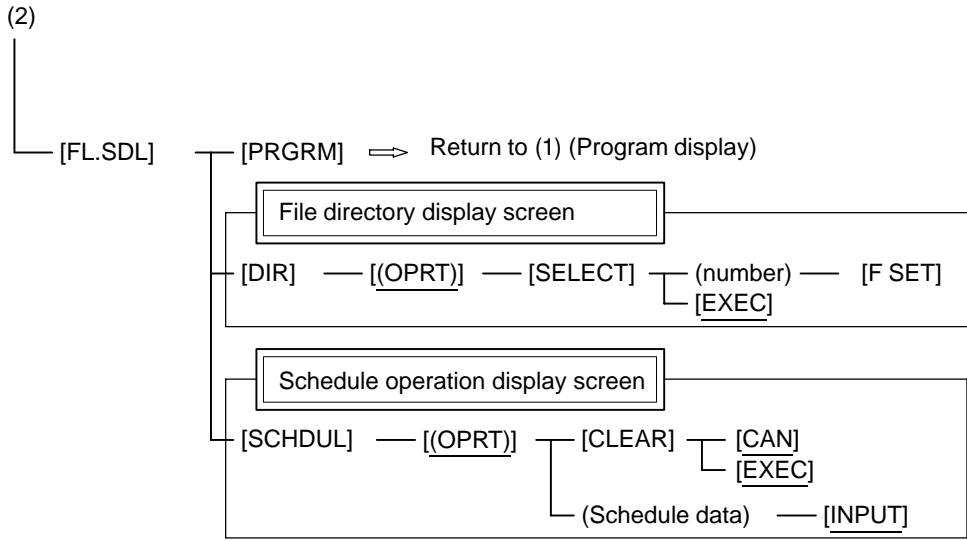 (2)
[FL.SDL] [PRGRM] Return to (1) (Program display)
File directory display screen
[DIR] [(OPRT)] [SELECT] (number) [F SET]
[EXEC]
Schedule operation display screen
[SCHDUL] [(OPRT)] [CLEAR] [CAN]
[EXEC]
(Schedule data) [INPUT]